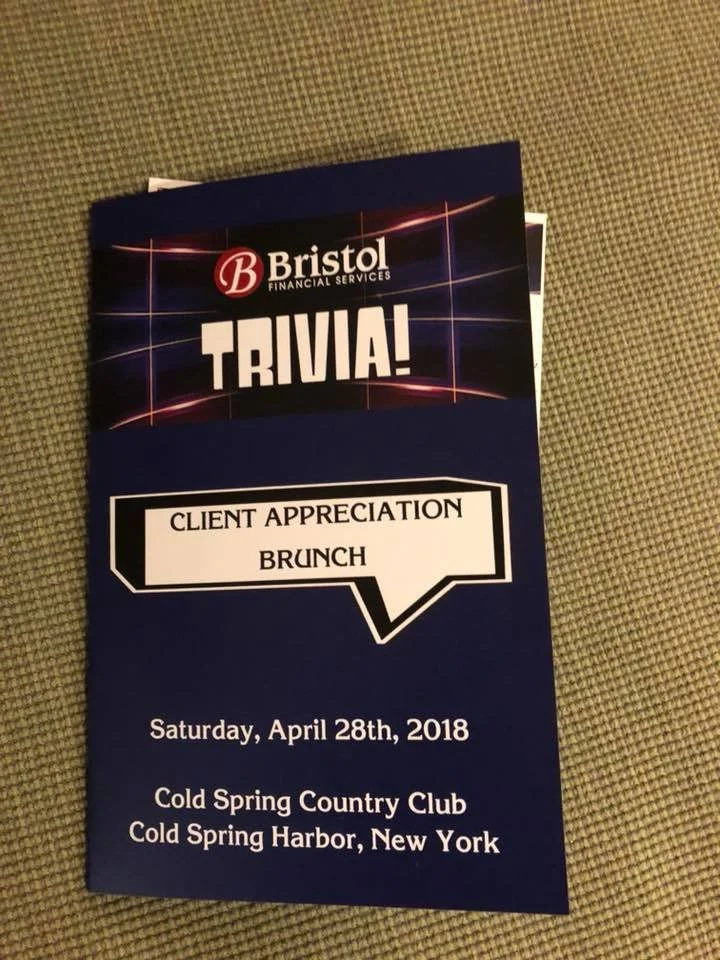 B Bristol
FINANCIAL SERVICES
TRIVIA!
CLIENT APPRECIATION
BRUNCH
Saturday, April 28th, 2018
Cold Spring Country Club
Cold Spring Harbor, New York